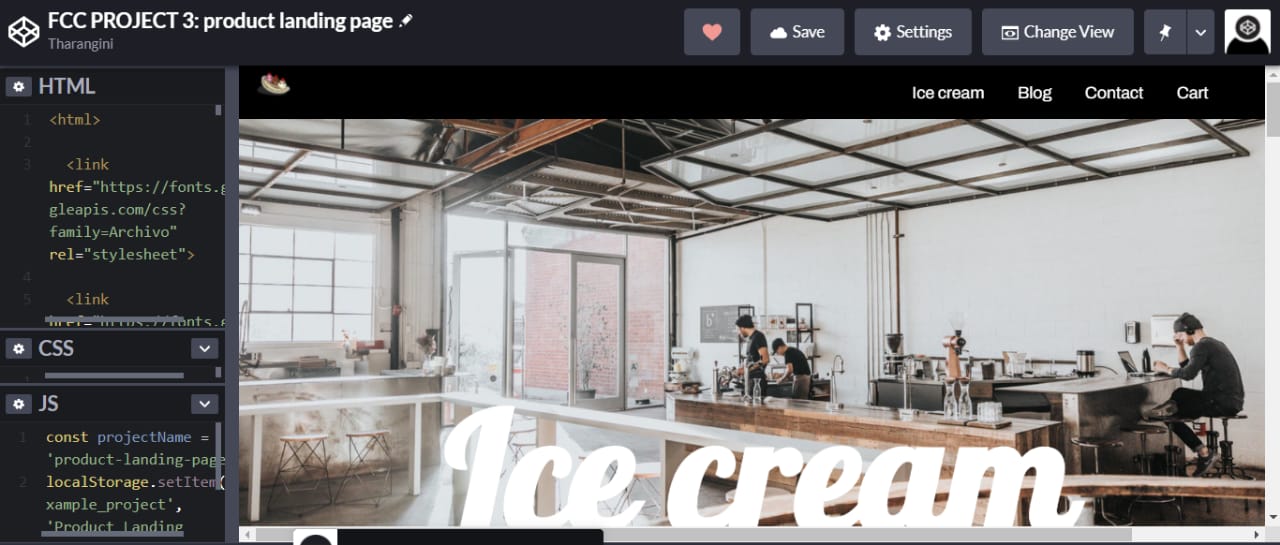 FCC PROJECT 3: product landing page
Tharangini
Save
Settings
Change View
HTML
1 <html>
2
3 <link
href="https://fonts.g
gleapis.com/css?
family=Archivo"
rel="stylesheet">
4
5 <link
href="https://fonts.g
CSS
JS
1 const projectName =
'product-landing-page
2 localStorage.setItem(
xample_project',
'Product Landing
Ice cream
Blog
Contact
Cart
Ice cream